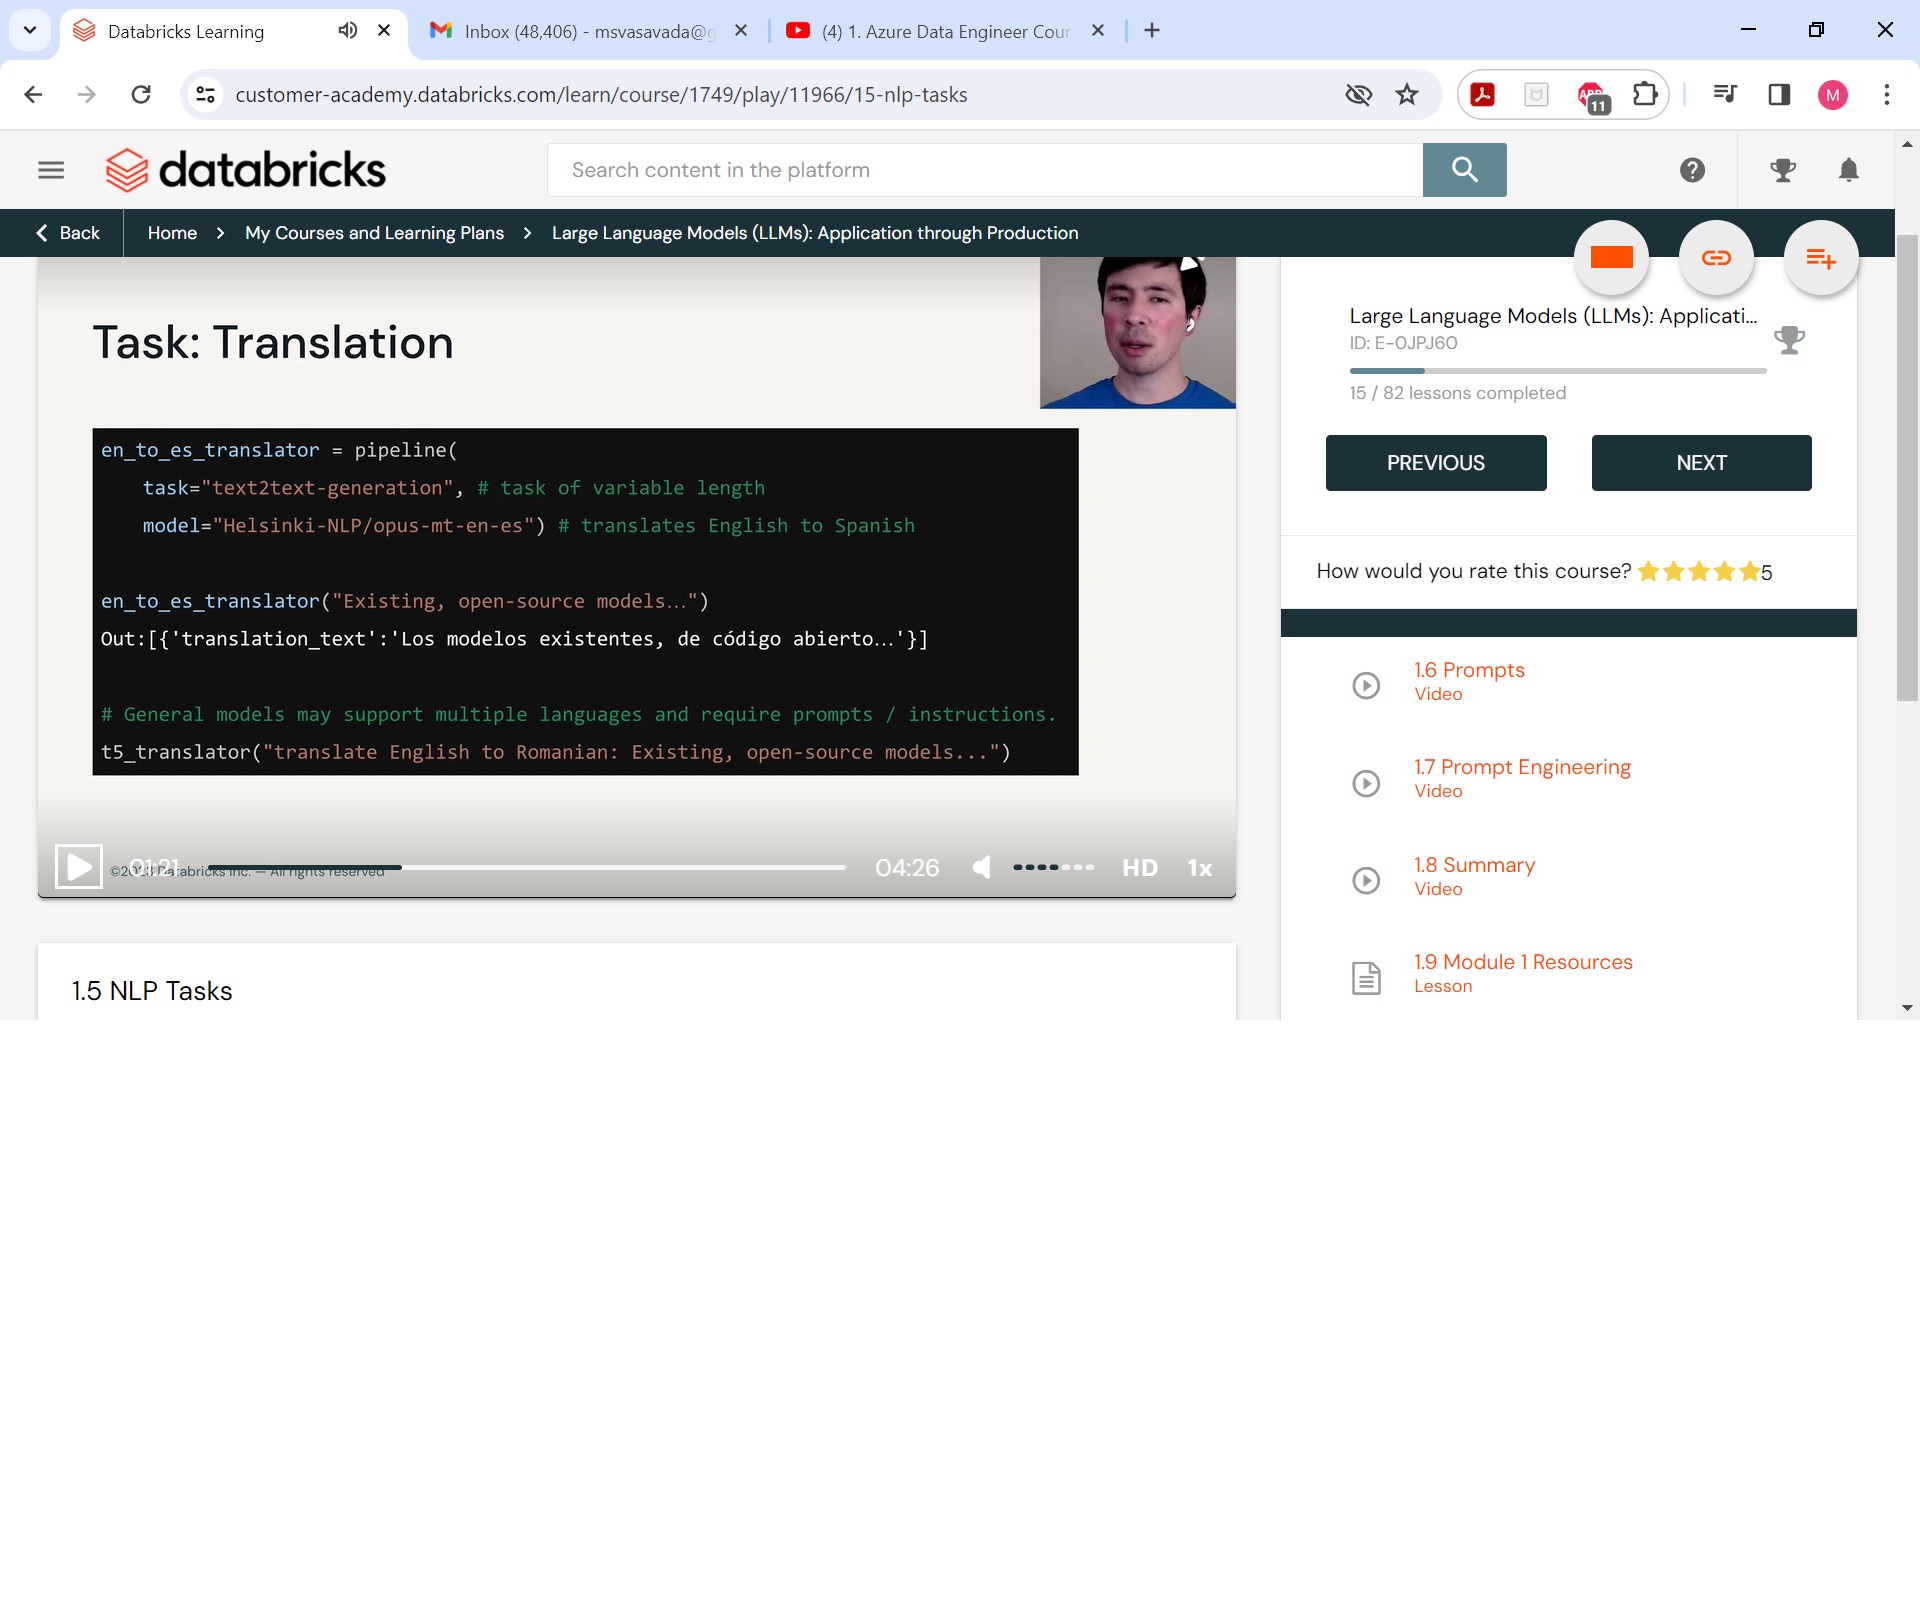 Databricks Learning
Inbox (48,406) - msvasavada@g
(4) 1. Azure Data Engineer Cour
customer-academy.databricks.com/learn/course/1749/play/11966/15-nlp-tasks
11
M
databricks
Search content in the platform
Back
Home
My Courses and Learning Plans
Large Language Models (LLMs): Application through Production
Task: Translation
en_to_es_translator = pipeline(
task="text2text-generation", # task of variable length
model="Helsinki-NLP/opus-mt-en-es") # translates English to Spanish
en_to_es_translator("Existing, open-source models...")
Out:[{'translation_text':'Los modelos existentes, de código abierto...'}]
# General models may support multiple languages and require prompts / instructions.
t5_translator("translate English to Romanian: Existing, open-source models...")
01:21
Databricks Inc. — All rights reserved
04:26
HD
1x
1.5 NLP Tasks
Large Language Models (LLMs): Applicati...
ID: E-0JPJ60
15 / 82 lessons completed
PREVIOUS
NEXT
How would you rate this course? 5
1.6 Prompts
Video
1.7 Prompt Engineering
Video
1.8 Summary
Video
1.9 Module 1 Resources
Lesson